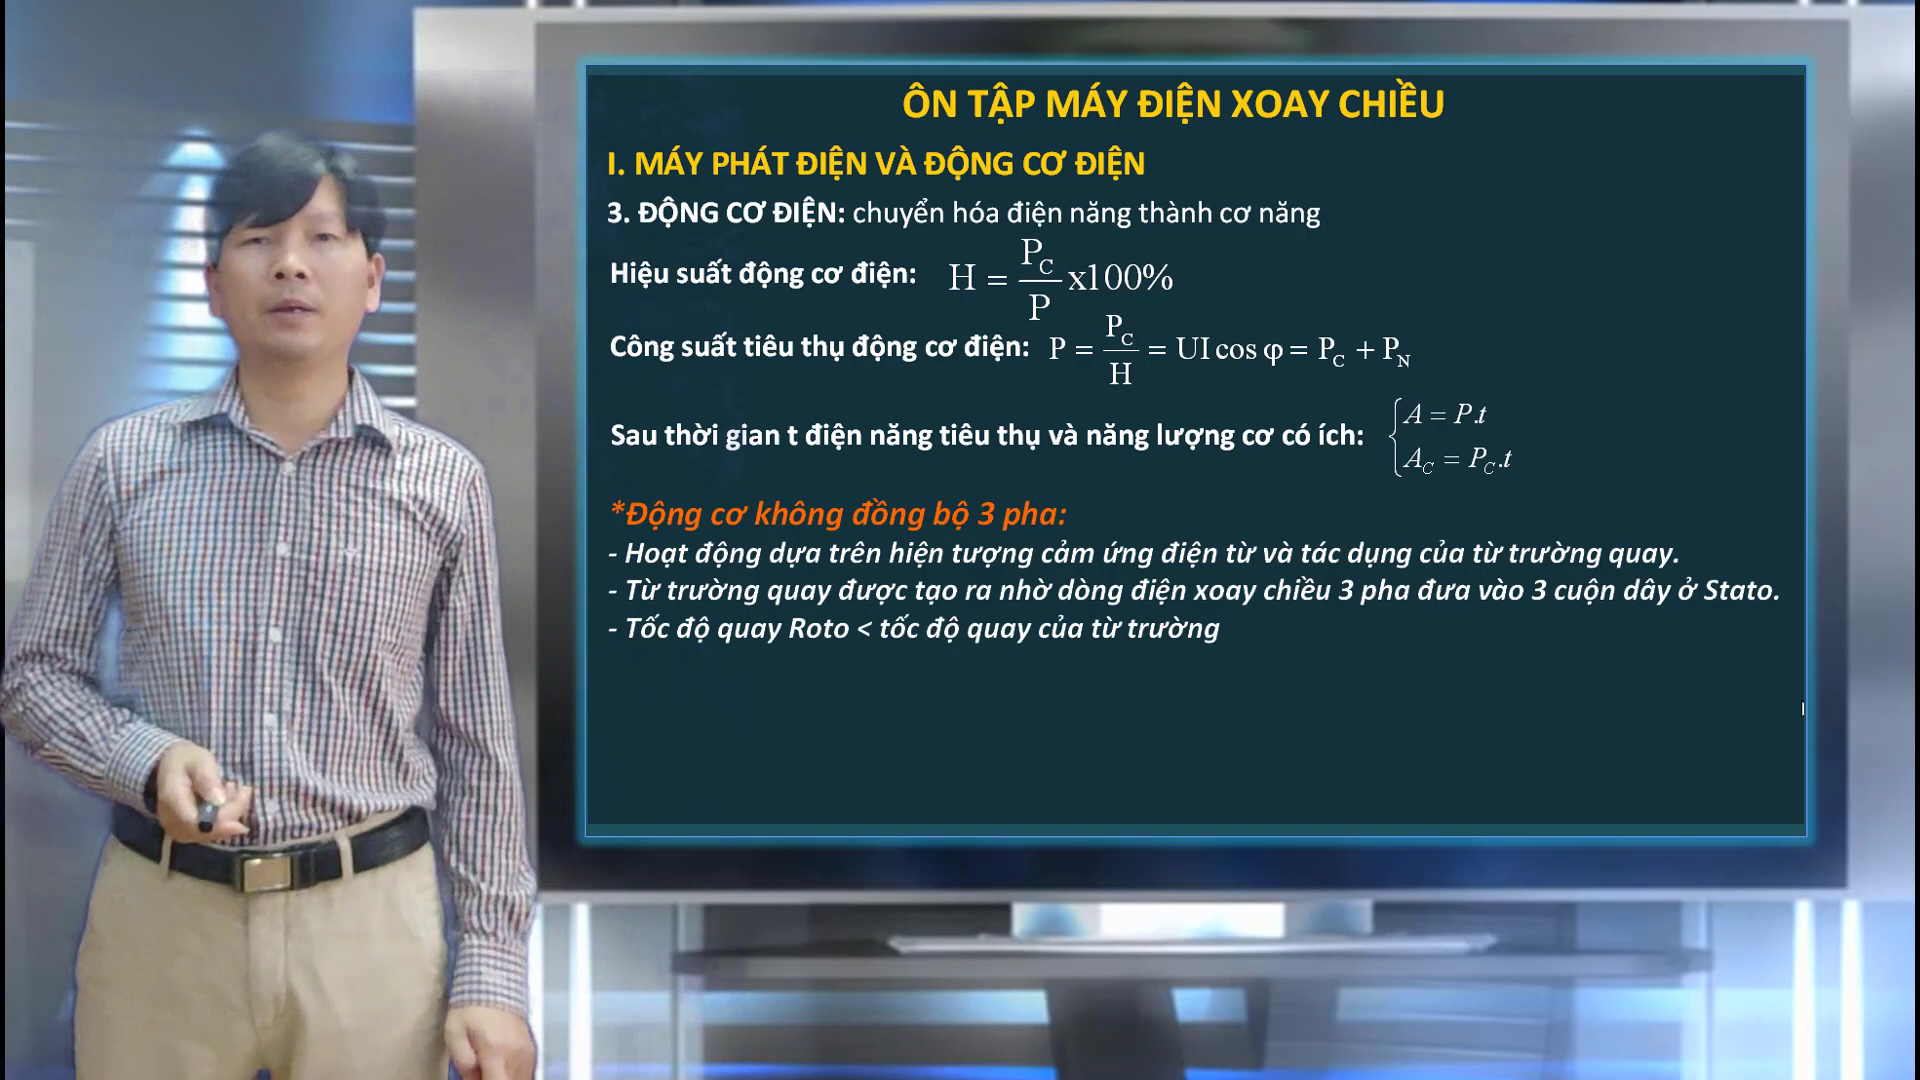 ÔN TẬP MÁY ĐIỆN XOAY CHIỀU
I. MÁY PHÁT ĐIỆN VÀ ĐỘNG CƠ ĐIỆN
3. ĐỘNG CƠ ĐIỆN: chuyển hóa điện năng thành cơ năng
Hiệu suất động cơ điện: H = P_C / P x100%
Công suất tiêu thụ động cơ điện: P = P_C / H = UI cos φ = P_C + P_N
Sau thời gian t điện năng tiêu thụ và năng lượng cơ có ích: { A = P.t
A_C = P_C.t
*Động cơ không đồng bộ 3 pha:
- Hoạt động dựa trên hiện tượng cảm ứng điện từ và tác dụng của từ trường quay.
- Từ trường quay được tạo ra nhờ dòng điện xoay chiều 3 pha đưa vào 3 cuộn dây ở Stato.
- Tốc độ quay Roto < tốc độ quay của từ trường